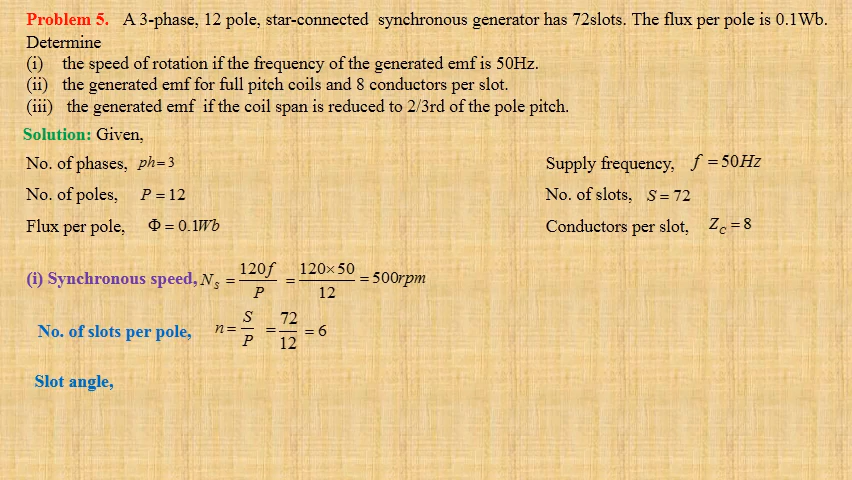 Problem 5. A 3-phase, 12 pole, star-connected synchronous generator has 72slots. The flux per pole is 0.1Wb.
Determine
(i) the speed of rotation if the frequency of the generated emf is 50Hz.
(ii) the generated emf for full pitch coils and 8 conductors per slot.
(iii) the generated emf if the coil span is reduced to 2/3rd of the pole pitch.
Solution: Given,
No. of phases, ph=3 Supply frequency, f = 50Hz
No. of poles, P = 12 No. of slots, S = 72
Flux per pole, Φ = 0.1Wb Conductors per slot, Z_C = 8
(i) Synchronous speed, N_s = 120f/P = 120×50/12 = 500rpm
No. of slots per pole, n = S/P = 72/12 = 6
Slot angle,